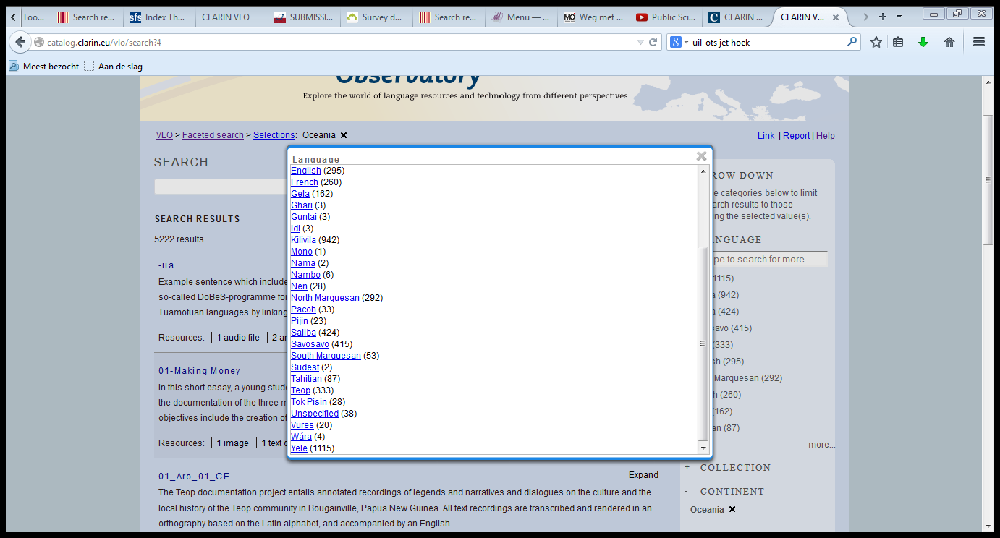 Too...
Search re...
sfs Index Th...
CLARIN VLO
SUBMISSI...
Survey d...
Search re...
Menu — ...
MO Weg met ...
Public Sci...
C CLARIN ...
CLARIN V...
catalog.clarin.eu/vlo/search?4
uil-ots jet hoek
Meest bezocht
Aan de slag
Observatory
Explore the world of language resources and technology from different perspectives
VLO > Faceted search > Selections: Oceania
Link | Report | Help
SEARCH
SEARCH RESULTS
5222 results
-iia
Example sentence which include
so-called DoBeS-programme for
Tuamotuan languages by linking
Resources: 1 audio file 2 an
01-Making Money
In this short essay, a young stude
the documentation of the three m
objectives include the creation of
Resources: 1 image 1 text
01_Aro_01_CE
Expand
The Teop documentation project entails annotated recordings of legends and narratives and dialogues on the culture and the
local history of the Teop community in Bougainville, Papua New Guinea. All text recordings are transcribed and rendered in an
orthography based on the Latin alphabet, and accompanied by an English ...
Language
English (295)
French (260)
Gela (162)
Ghari (3)
Guntai (3)
Idi (3)
Kilivila (942)
Mono (1)
Nama (2)
Nambo (6)
Nen (28)
North Marquesan (292)
Pacoh (33)
Pijin (23)
Saliba (424)
Savosavo (415)
South Marquesan (53)
Sudest (2)
Tahitian (87)
Teop (333)
Tok Pisin (28)
Unspecified (38)
Vurës (20)
Wára (4)
Yele (1115)
ROW DOWN
e categories below to limit
arch results to those
ng the selected value(s).
NGUAGE
pe to search for more
1115)
a (942)
a (424)
savo (415)
(333)
sh (295)
Marquesan (292)
h (260)
(162)
an (87)
more...
+ COLLECTION
- CONTINENT
Oceania